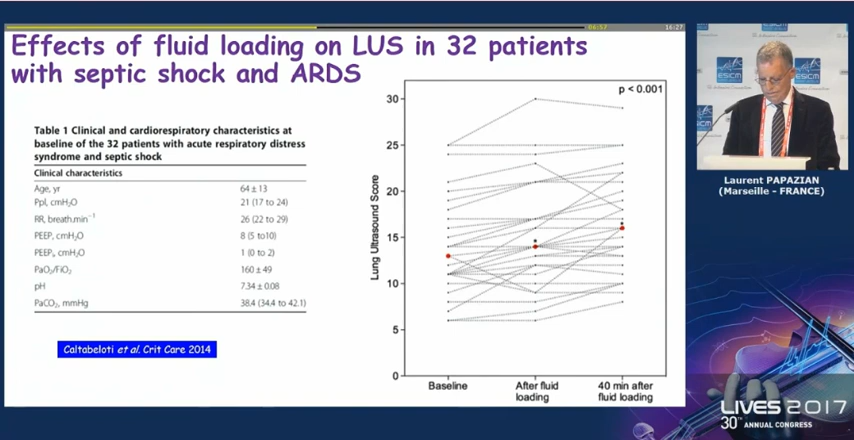 -06:57
16:27
Effects of fluid loading on LUS in 32 patients
with septic shock and ARDS
Table 1 Clinical and cardiorespiratory characteristics at
baseline of the 32 patients with acute respiratory distress
syndrome and septic shock
Clinical characteristics
Age, yr 64 ± 13
Ppl, cmH₂O 21 (17 to 24)
RR, breath.min⁻¹ 26 (22 to 29)
PEEP, cmH₂O 8 (5 to10)
PEEPᵢ, cmH₂O 1 (0 to 2)
PaO₂/FiO₂ 160 ± 49
pH 7.34 ± 0.08
PaCO₂, mmHg 38.4 (34.4 to 42.1)
Caltabeloti et al. Crit Care 2014
p < 0.001
Lung Ultrasound Score
30
25
20
15
10
5
0
*
*
Baseline
After fluid
loading
40 min after
fluid loading
ESICM
ESICM
Laurent PAPAZIAN
(Marseille - FRANCE)
LIVES 2017
30TH ANNUAL CONGRESS